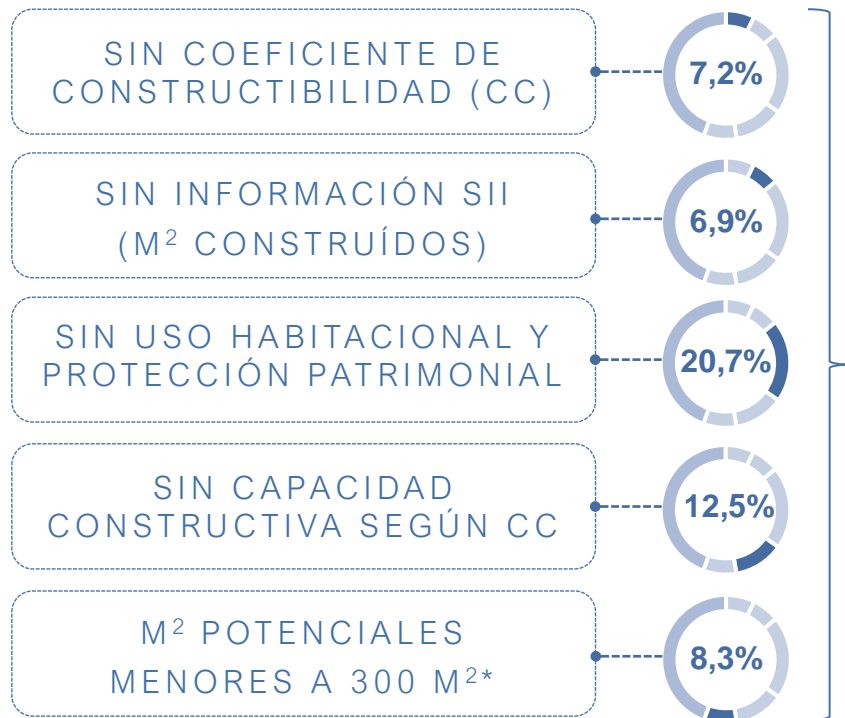 SIN COEFICIENTE DE
CONSTRUCTIBILIDAD (CC)
7,2%
SIN INFORMACIÓN SII
(M² CONSTRUÍDOS)
6,9%
SIN USO HABITACIONAL Y
PROTECCIÓN PATRIMONIAL
20,7%
SIN CAPACIDAD
CONSTRUCTIVA SEGÚN CC
12,5%
M² POTENCIALES
MENORES A 300 M²*
8,3%